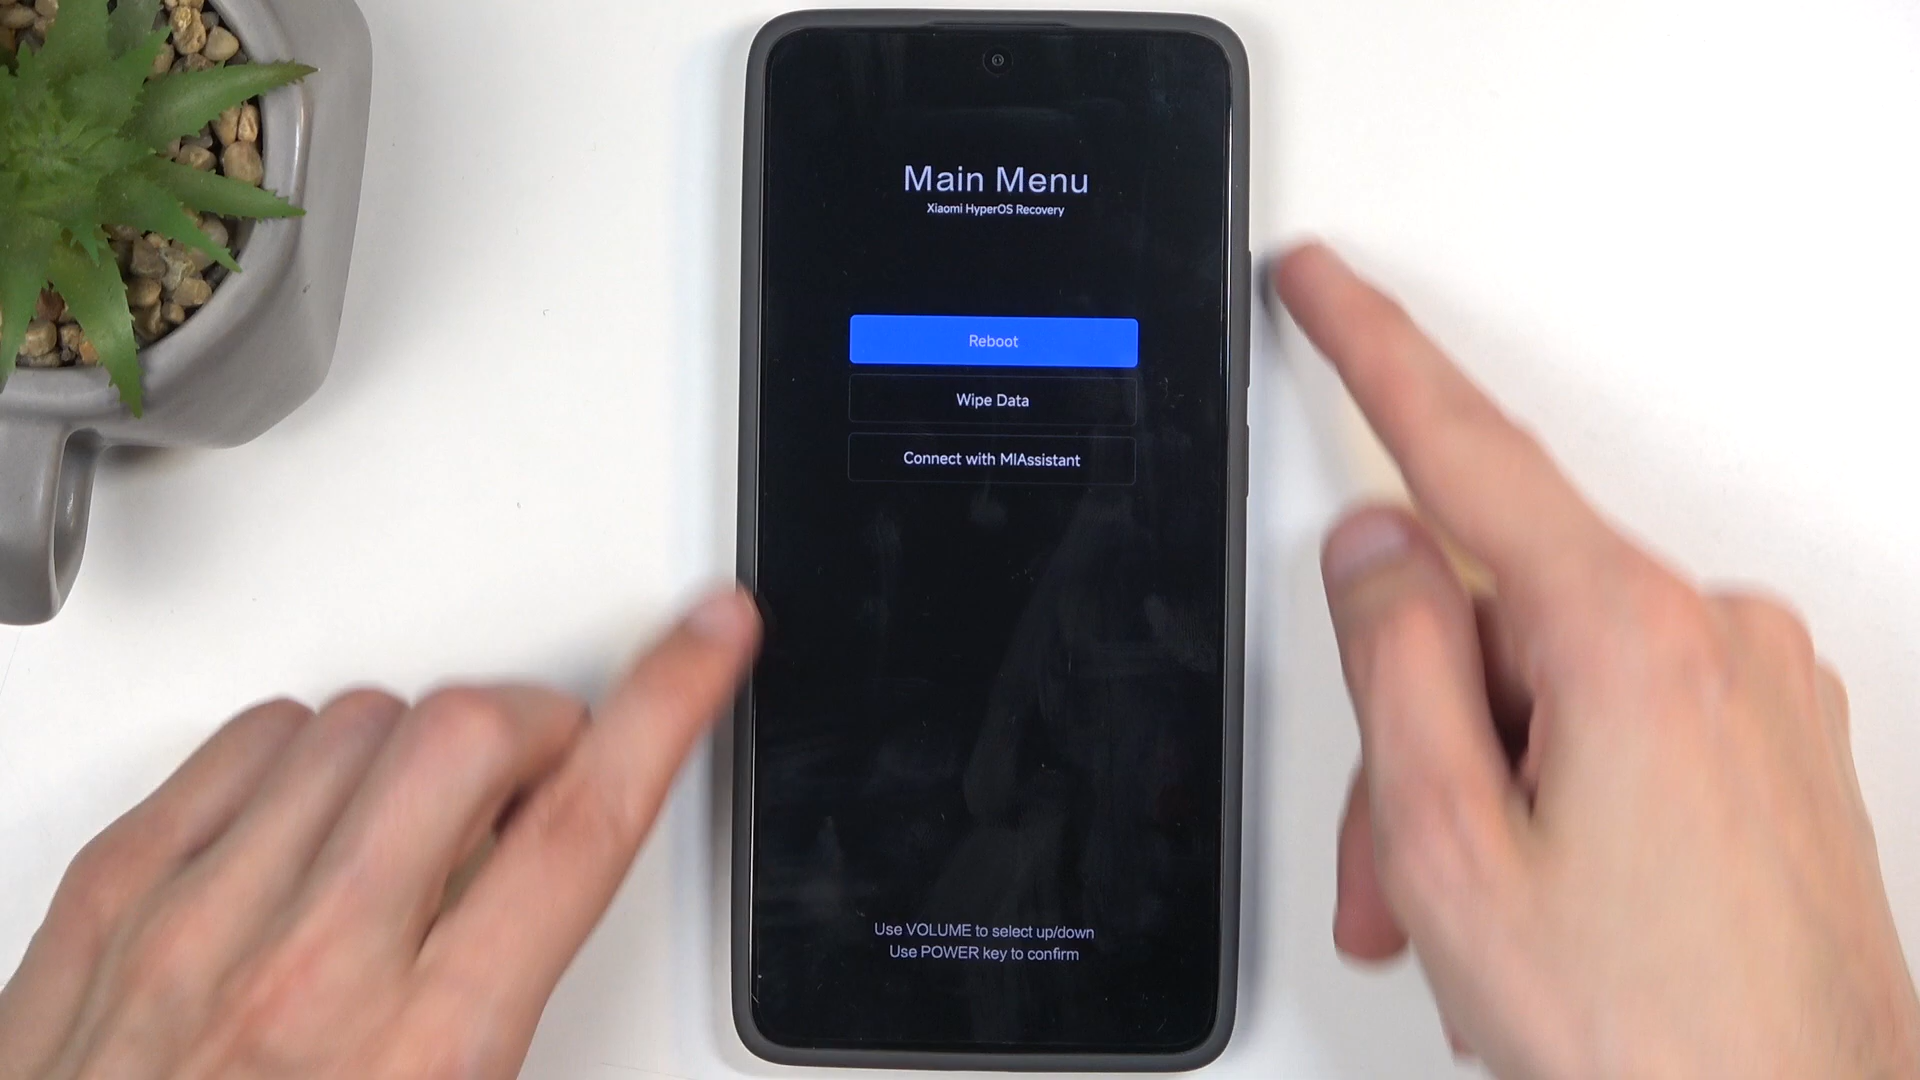 Main Menu
Xiaomi HyperOS Recovery
Reboot
Wipe Data
Connect with MIAssistant
Use VOLUME to select up/down
Use POWER key to confirm